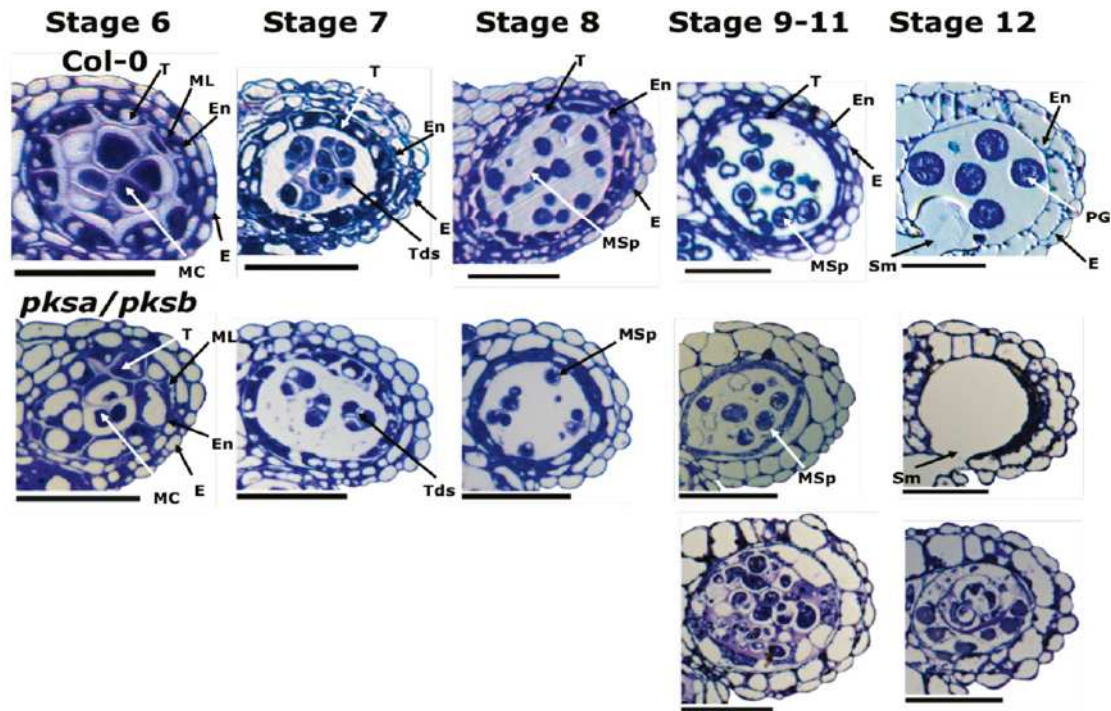 Stage 6 Stage 7 Stage 8 Stage 9-11 Stage 12
Col-0
T ML En E MC
T En E Tds
T En E MSp
T En E MSp
En PG E Sm
pksa/pksb
T ML En E MC
Tds
MSp
MSp
Sm